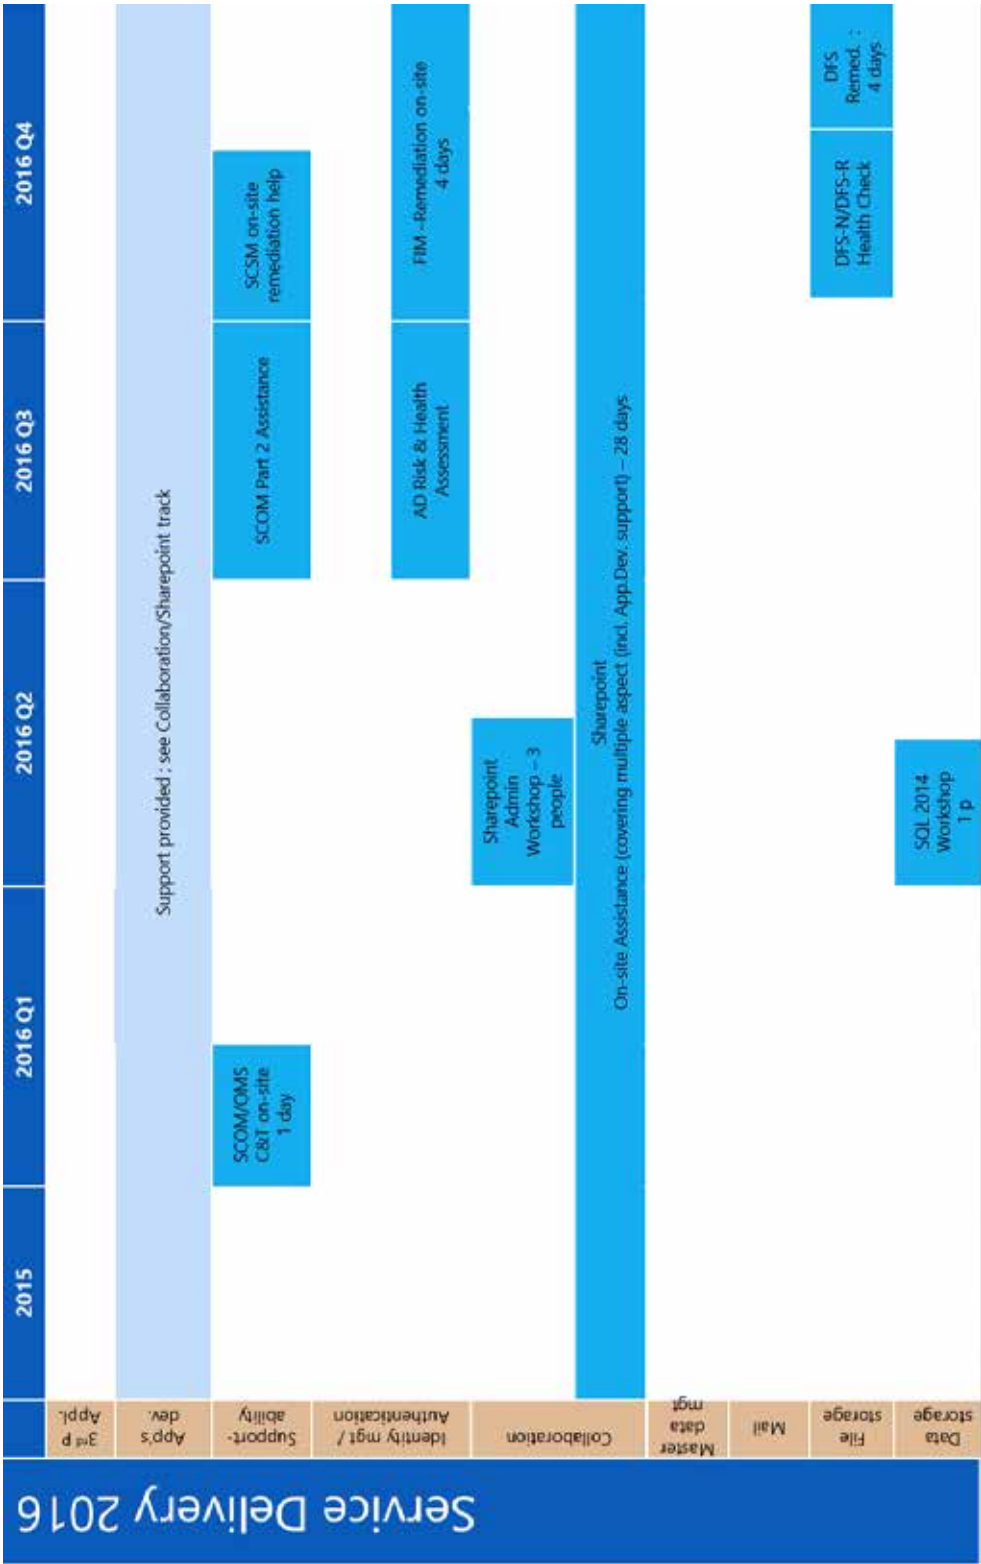 Service Delivery 2016
2015
2016 Q1
2016 Q2
2016 Q3
2016 Q4
3rd P
Appl.
App's
dev.
Support provided ; see Collaboration/Sharepoint track
Support-
ability
SCOM/OMS
C&T on-site
1 day
SCOM Part 2 Assistance
SCSM on-site
remediation help
Identity mgt /
Authentication
AD Risk & Health
Assessment
FIM –Remediation on-site
4 days
Collaboration
Sharepoint
Admin
Workshop – 3
people
Sharepoint
On-site Assistance (covering multiple aspect (incl. App.Dev. support) – 28 days
Master
data
mgt
Mail
File
storage
DFS-N/DFS-R
Health Check
DFS
Remed. :
4 days
Data
storage
SQL 2014
Workshop
1 p